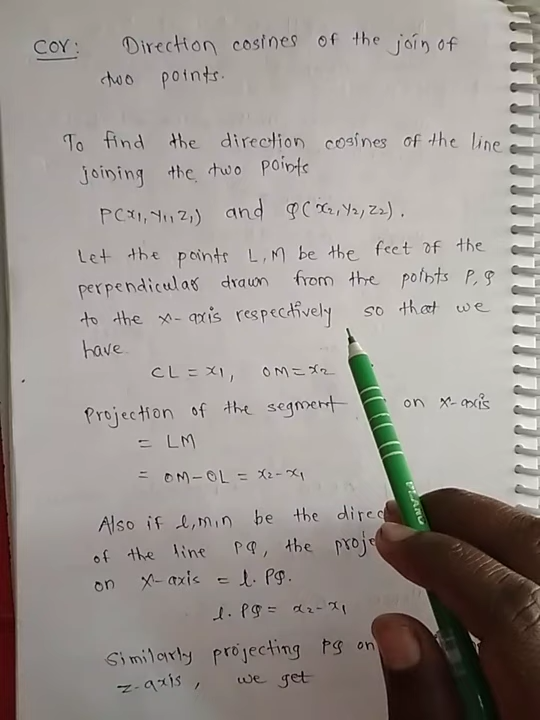 COV: Direction cosines of the join of
two points.
To find the direction cosines of the line
joining the two points
P(x1, y1, z1) and Q(x2, y2, z2).
Let the points L, M be the feet of the
perpendicular drawn from the points P, Q
to the x-axis respectively so that we
have
CL = x1, OM = x2
Projection of the segment on x-axis
= LM
= OM-OL = x2-x1
Also if l, m, n be the direc
of the line PQ, the proje
on x-axis = l. PQ.
l. PQ = x2-x1
Similarly projecting PQ on
z-axis, we get